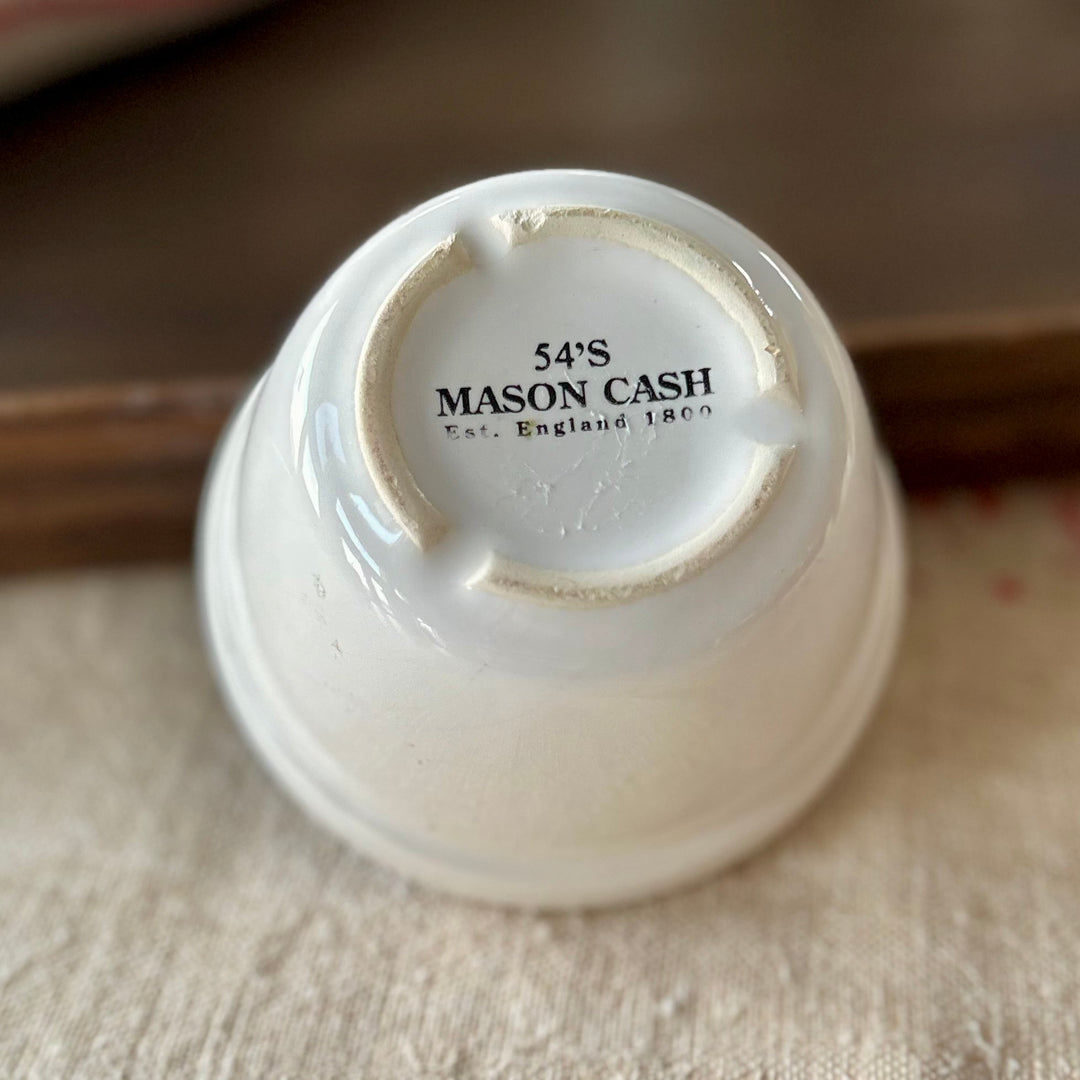 54'S
MASON CASH
Est. England 1800